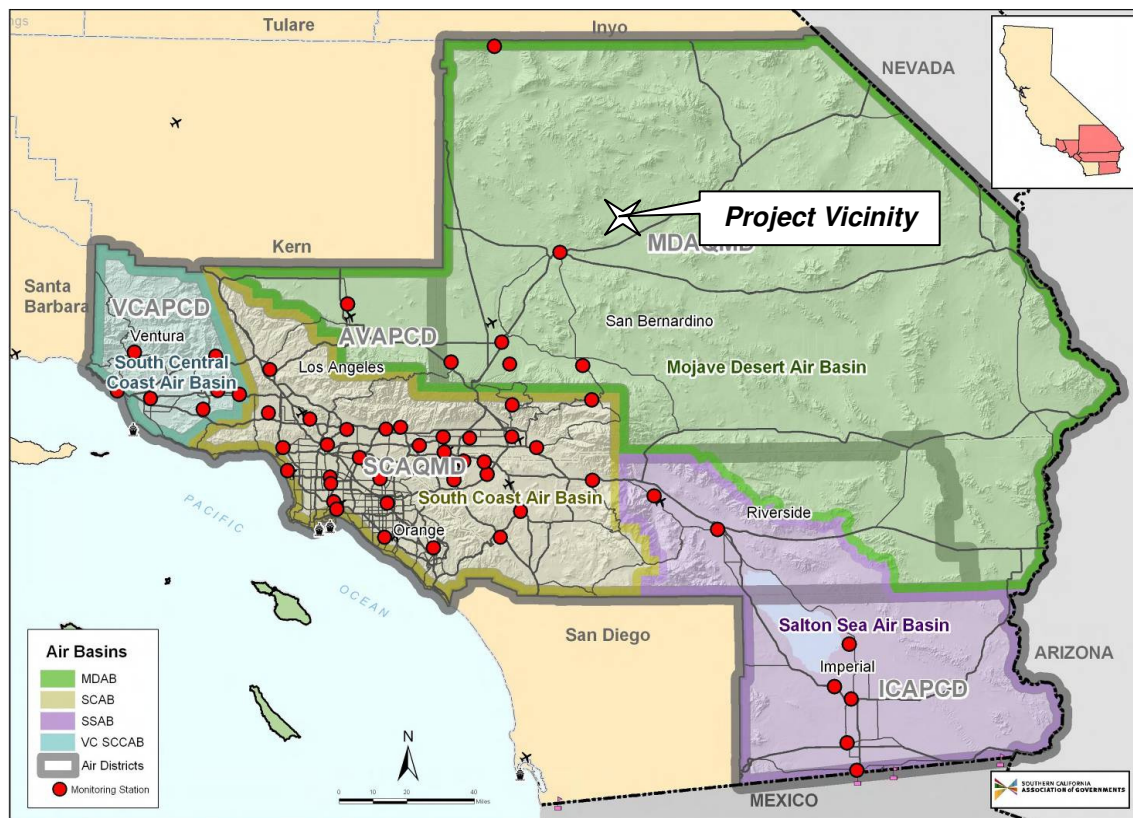 ngs
Tulare
Inyo
NEVADA
Project Vicinity
MDAQMD
Kern
Santa
Barbara
VCAPCD
Ventura
South Central
Coast Air Basin
AVAPCD
Los Angeles
San Bernardino
Mojave Desert Air Basin
SCAQMD
South Coast Air Basin
Orange
Riverside
PACIFIC
OCEAN
San Diego
Salton Sea Air Basin
Imperial
ICAPCD
ARIZONA
MEXICO
Air Basins
MDAB
SCAB
SSAB
VC SCCAB
Air Districts
Monitoring Station
N
0 20 40
Miles
SOUTHERN CALIFORNIA
ASSOCIATION of GOVERNMENTS